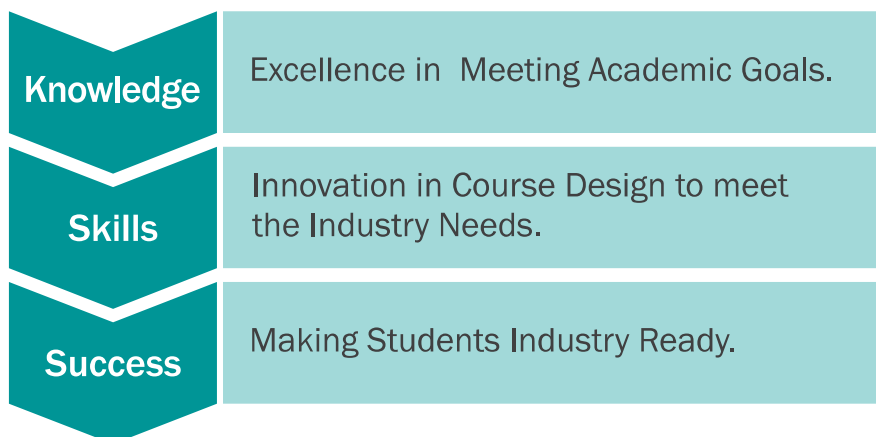 Knowledge
Excellence in  Meeting Academic Goals.
Skills
Innovation in Course Design to meet
the Industry Needs.
Success
Making Students Industry Ready.